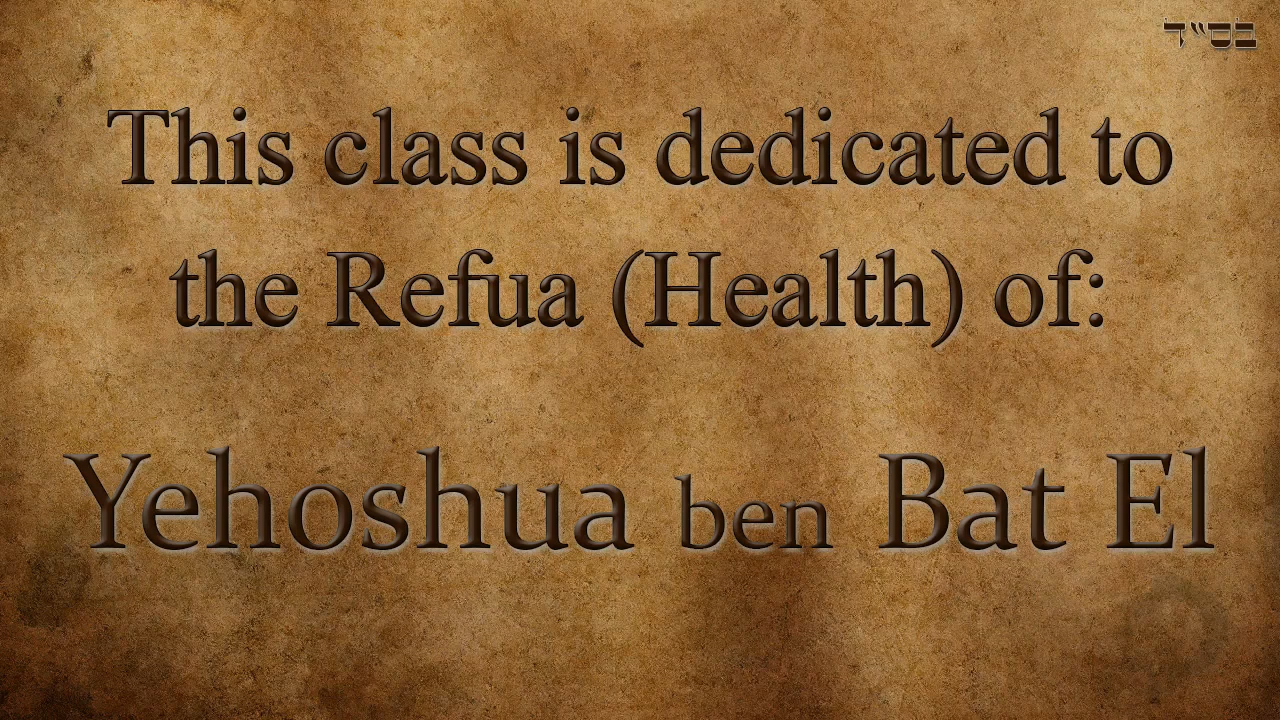 בס"ד
This class is dedicated to
the Refua (Health) of:
Yehoshua ben Bat El